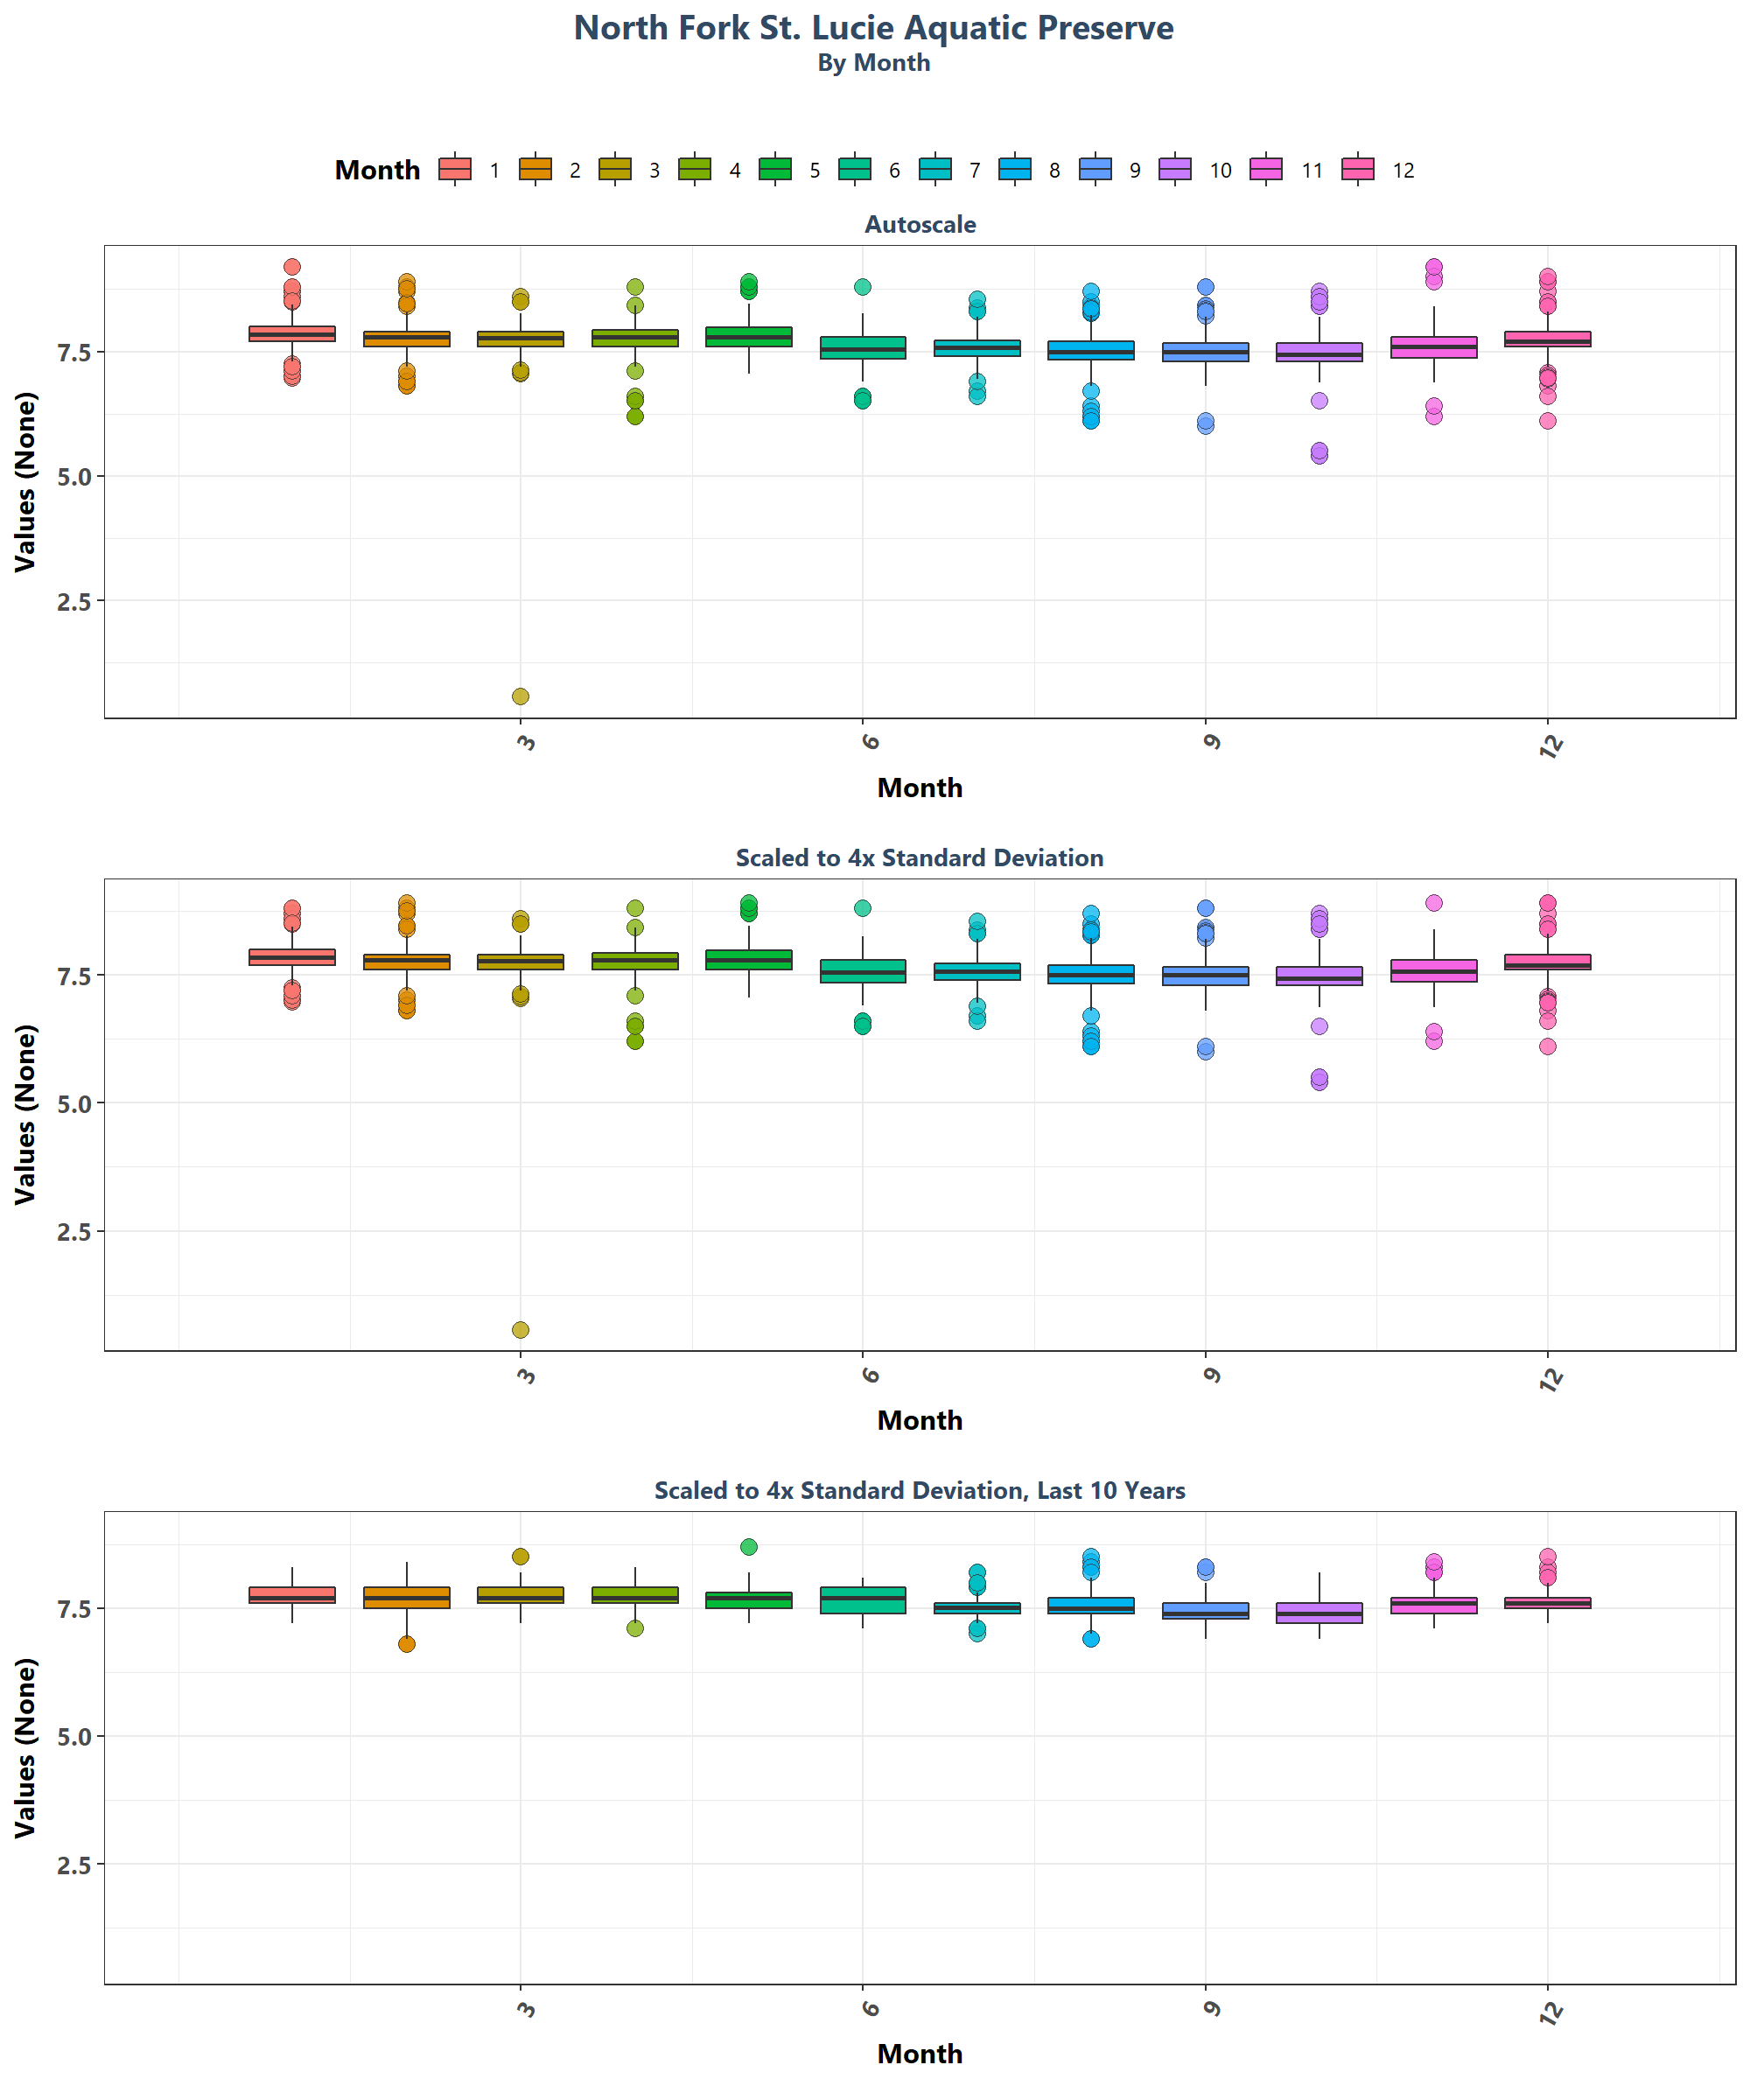 North Fork St. Lucie Aquatic Preserve
By Month
Month 1 2 3 4 5 6 7 8 9 10 11 12
Autoscale
Values (None)
7.5
5.0
2.5
3 6 9 12
Month
Scaled to 4x Standard Deviation
Values (None)
7.5
5.0
2.5
3 6 9 12
Month
Scaled to 4x Standard Deviation, Last 10 Years
Values (None)
7.5
5.0
2.5
3 6 9 12
Month